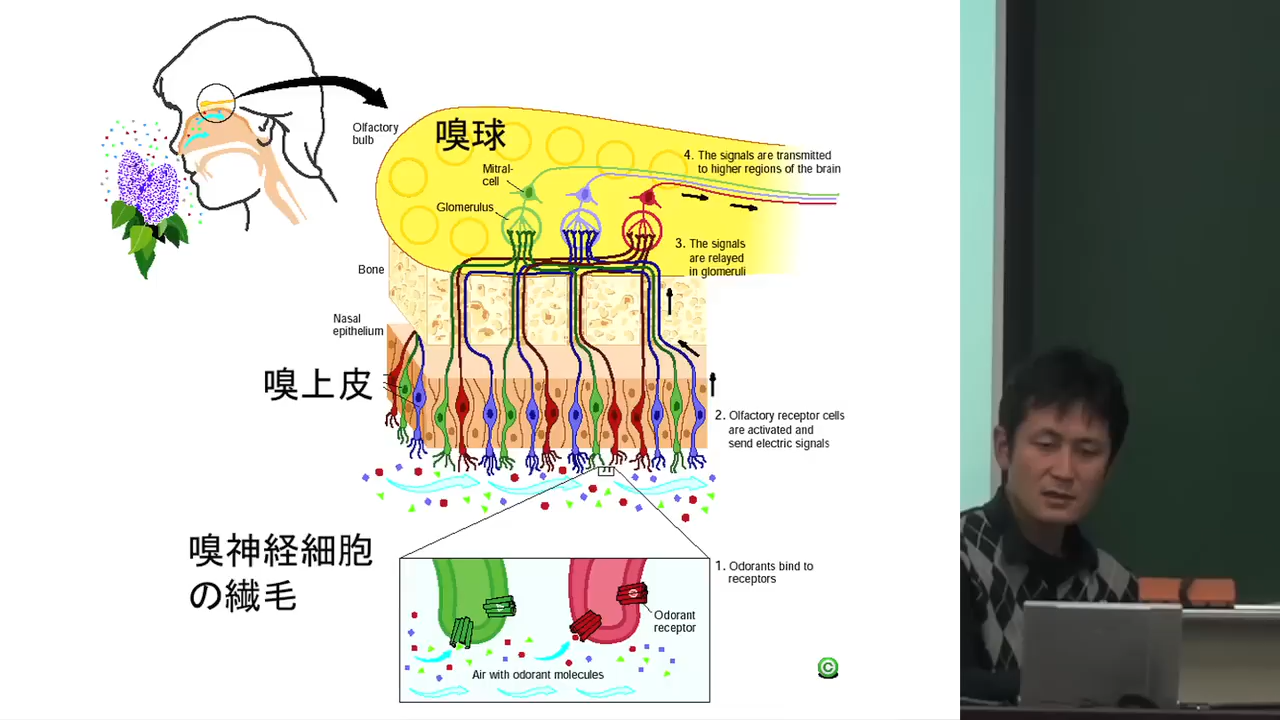 Olfactory
bulb
嗅球
4. The signals are transmitted
to higher regions of the brain
Mitral-
cell
Glomerulus
3. The signals
are relayed
in glomeruli
Bone
Nasal
epithelium
嗅上皮
2. Olfactory receptor cells
are activated and
send electric signals
嗅神経細胞
の繊毛
1. Odorants bind to
receptors
Odorant
receptor
Air with odorant molecules
©